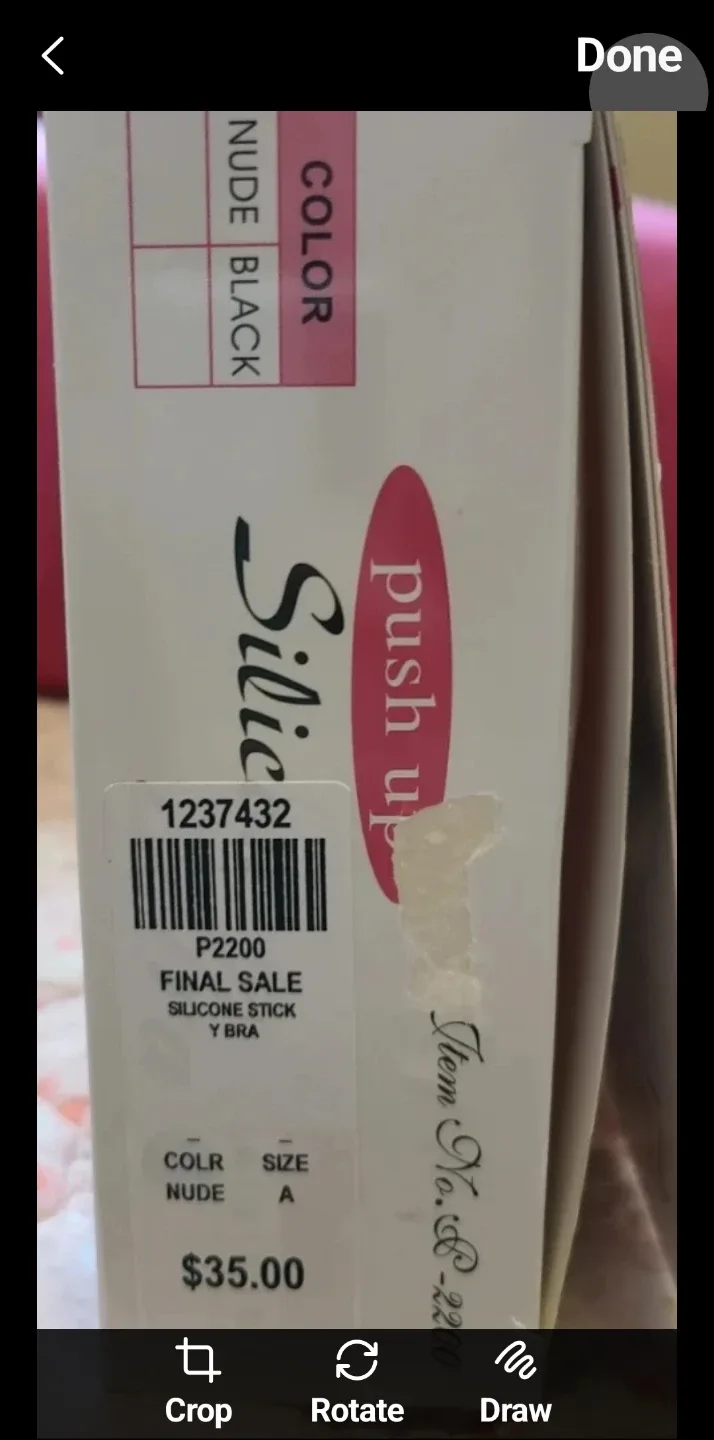 Done
COLOR
NUDE
BLACK
push up
Silic
1237432
P2200
FINAL SALE
SILICONE STICK
Y BRA
COLR SIZE
NUDE A
$35.00
Item No. P-2200
Crop Rotate Draw